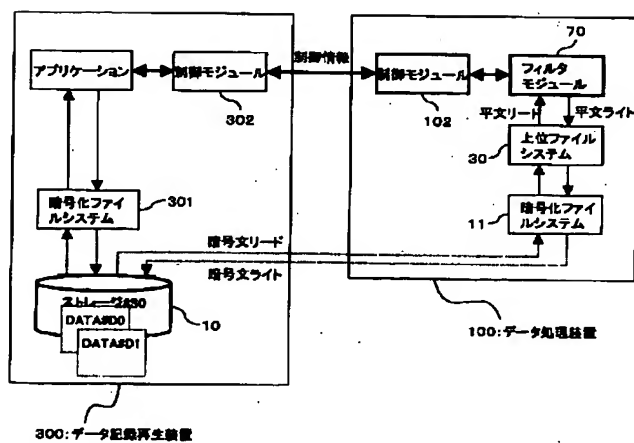 アプリケーション
制御モジュール
302
制御情報
制御モジュール
102
70
フィルタ
モジュール
平文リード
平文ライト
30
上位ファイル
システム
暗号化ファイ
ルシステム
301
11
暗号化ファイ
ルシステム
暗号文リード
暗号文ライト
ストレージ#30
10
DATA#D0
DATA#D1
100:データ処理装置
300:データ記録再生装置